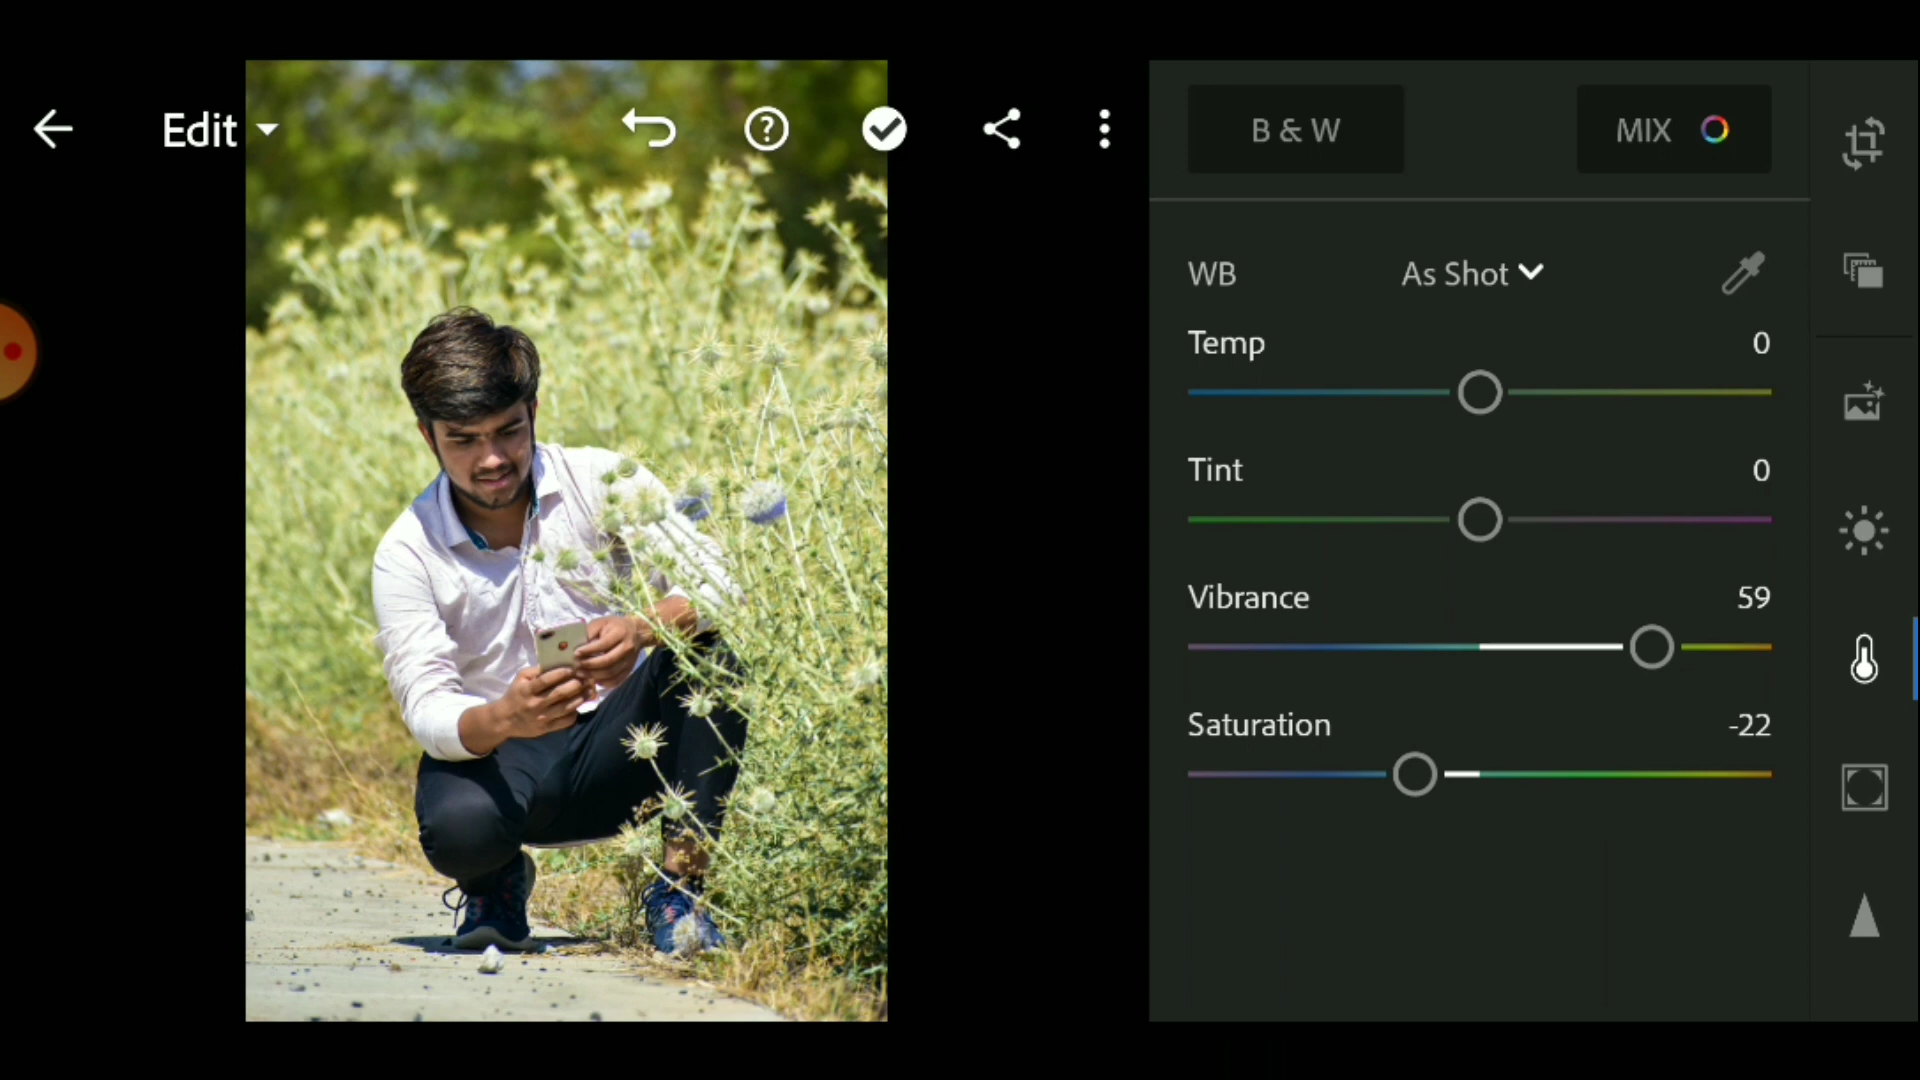 Edit
B & W
MIX
WB
As Shot
Temp
0
Tint
0
Vibrance
59
Saturation
-22